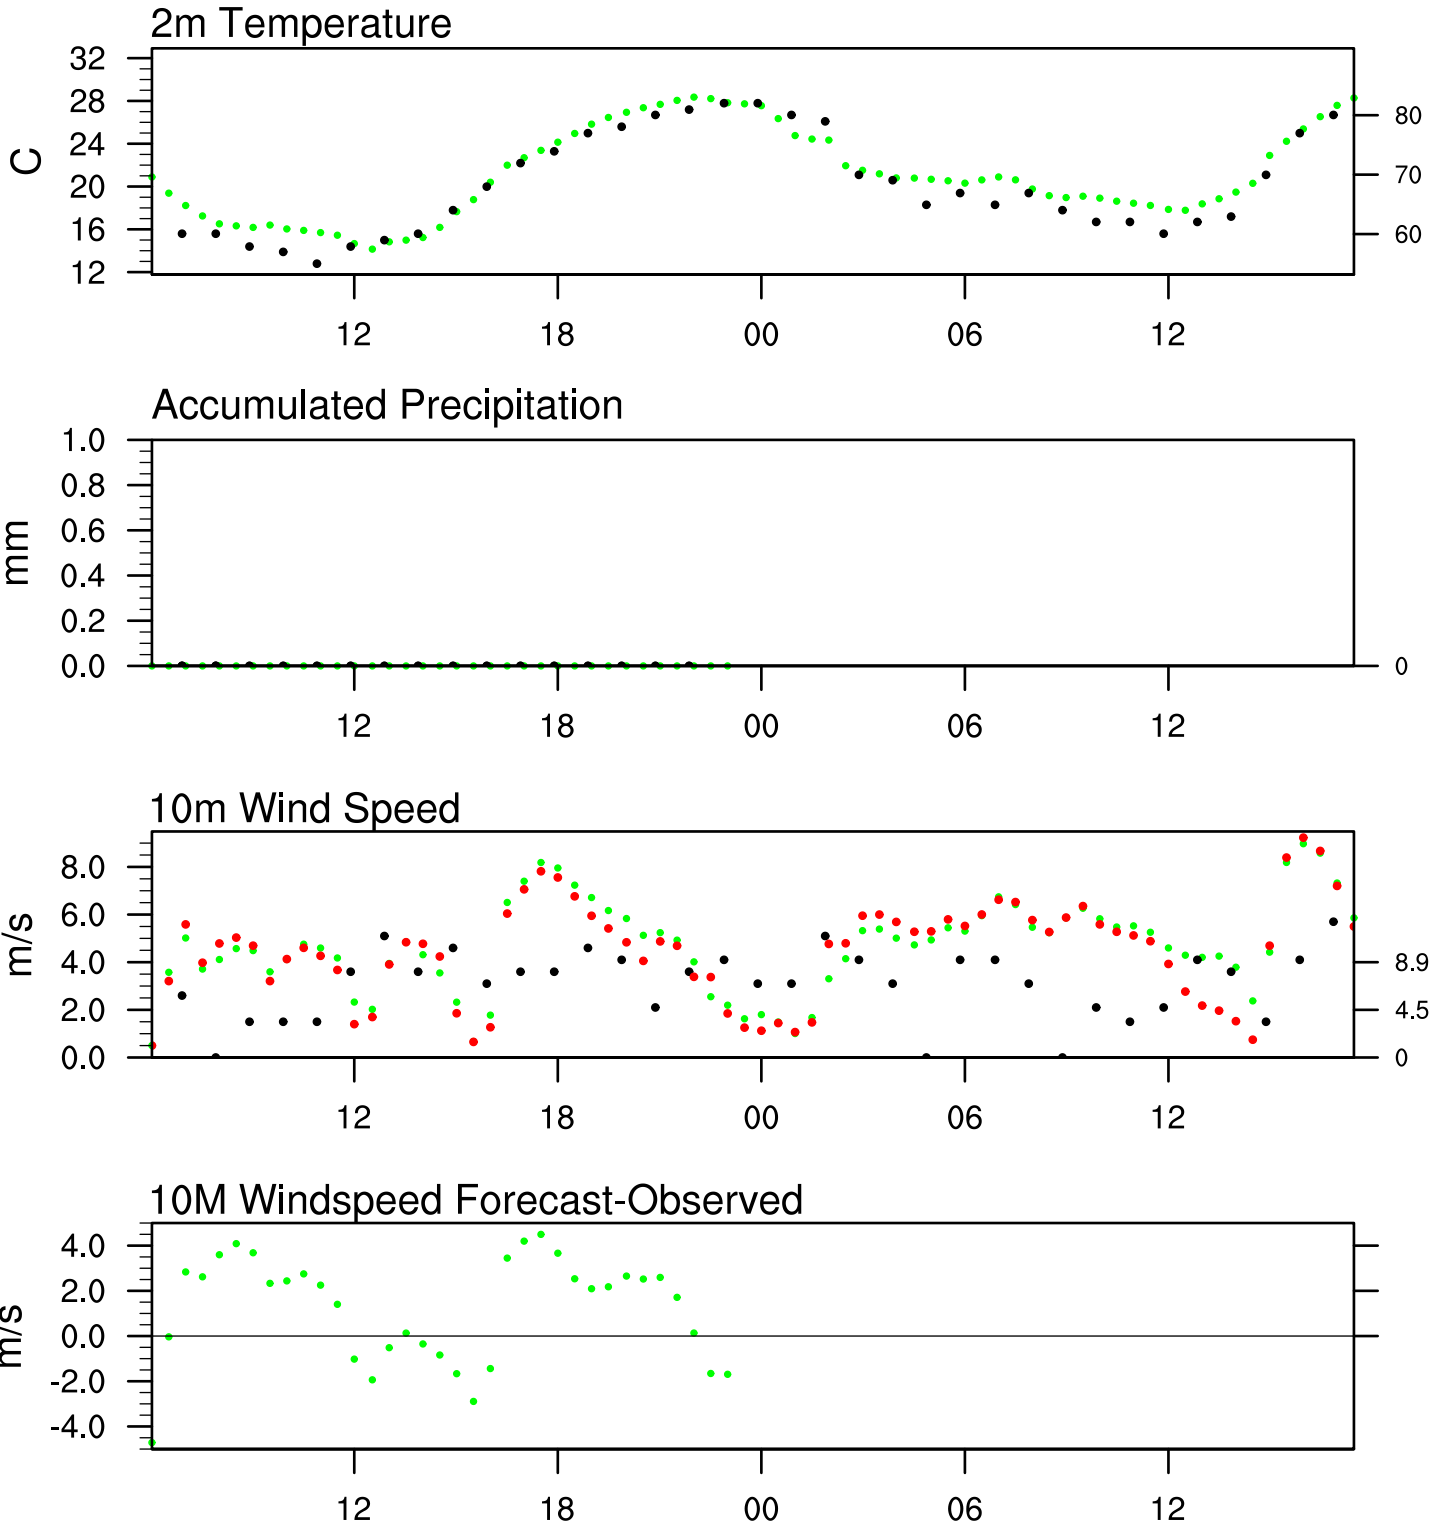 2m Temperature
32
28
24
20
16
12
C
80
70
60
12 18 00 06 12
Accumulated Precipitation
1.0
0.8
0.6
0.4
0.2
0.0
mm
0
12 18 00 06 12
10m Wind Speed
8.0
6.0
4.0
2.0
0.0
m/s
8.9
4.5
0
12 18 00 06 12
10M Windspeed Forecast-Observed
4.0
2.0
0.0
-2.0
-4.0
m/s
12 18 00 06 12